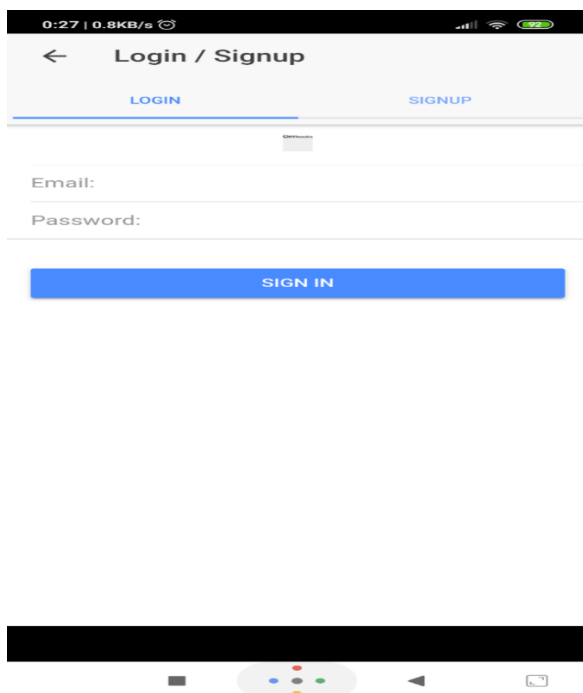 0:27 | 0.8KB/s 92
Login / Signup
LOGIN SIGNUP
Email:
Password:
SIGN IN